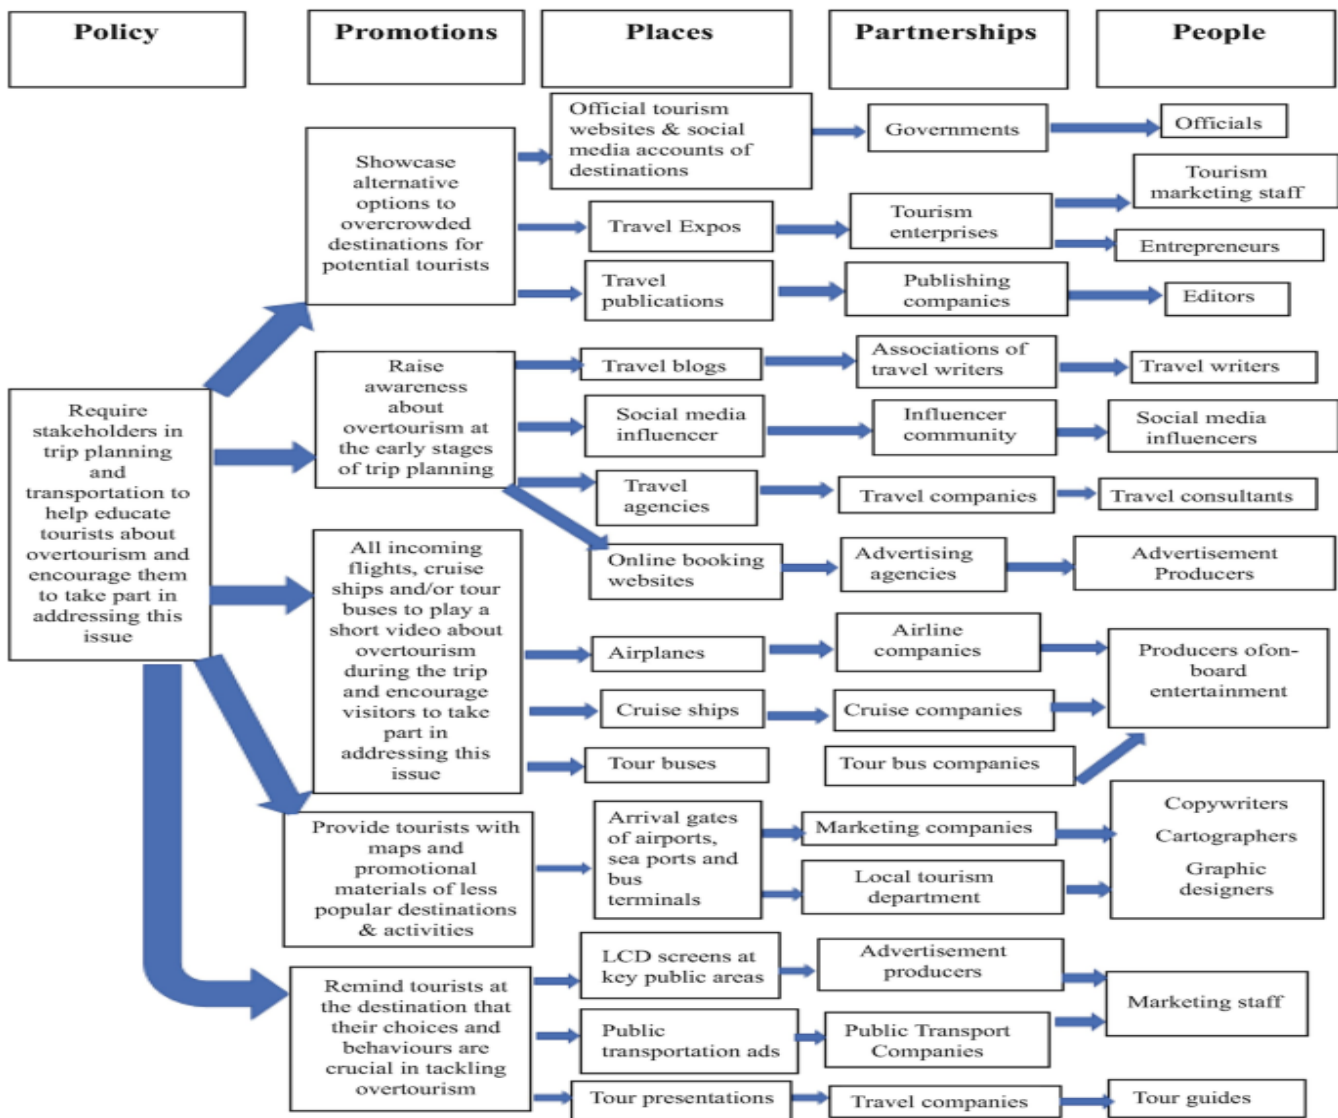 Policy
Promotions
Places
Partnerships
People
Require
stakeholders in
trip planning
and
transportation to
help educate
tourists about
overtourism and
encourage them
to take part in
addressing this
issue
Showcase
alternative
options to
overcrowded
destinations for
potential tourists
Official tourism
websites & social
media accounts of
destinations
Governments
Officials
Travel Expos
Tourism
enterprises
Tourism
marketing staff
Entrepreneurs
Travel
publications
Publishing
companies
Editors
Raise
awareness
about
overtourism at
the early stages
of trip planning
Travel blogs
Associations of
travel writers
Travel writers
Social media
influencer
Influencer
community
Social media
influencers
Travel
agencies
Travel companies
Travel consultants
Online booking
websites
Advertising
agencies
Advertisement
Producers
All incoming
flights, cruise
ships and/or tour
buses to play a
short video about
overtourism
during the trip
and encourage
visitors to take
part in
addressing this
issue
Airplanes
Airline
companies
Producers ofon-
board
entertainment
Cruise ships
Cruise companies
Tour buses
Tour bus companies
Provide tourists with
maps and
promotional
materials of less
popular destinations
& activities
Arrival gates
of airports,
sea ports and
bus
terminals
Marketing companies
Local tourism
department
Copywriters
Cartographers
Graphic
designers
Remind tourists at
the destination that
their choices and
behaviours are
crucial in tackling
overtourism
LCD screens at
key public areas
Advertisement
producers
Marketing staff
Public
transportation ads
Public Transport
Companies
Tour presentations
Travel companies
Tour guides